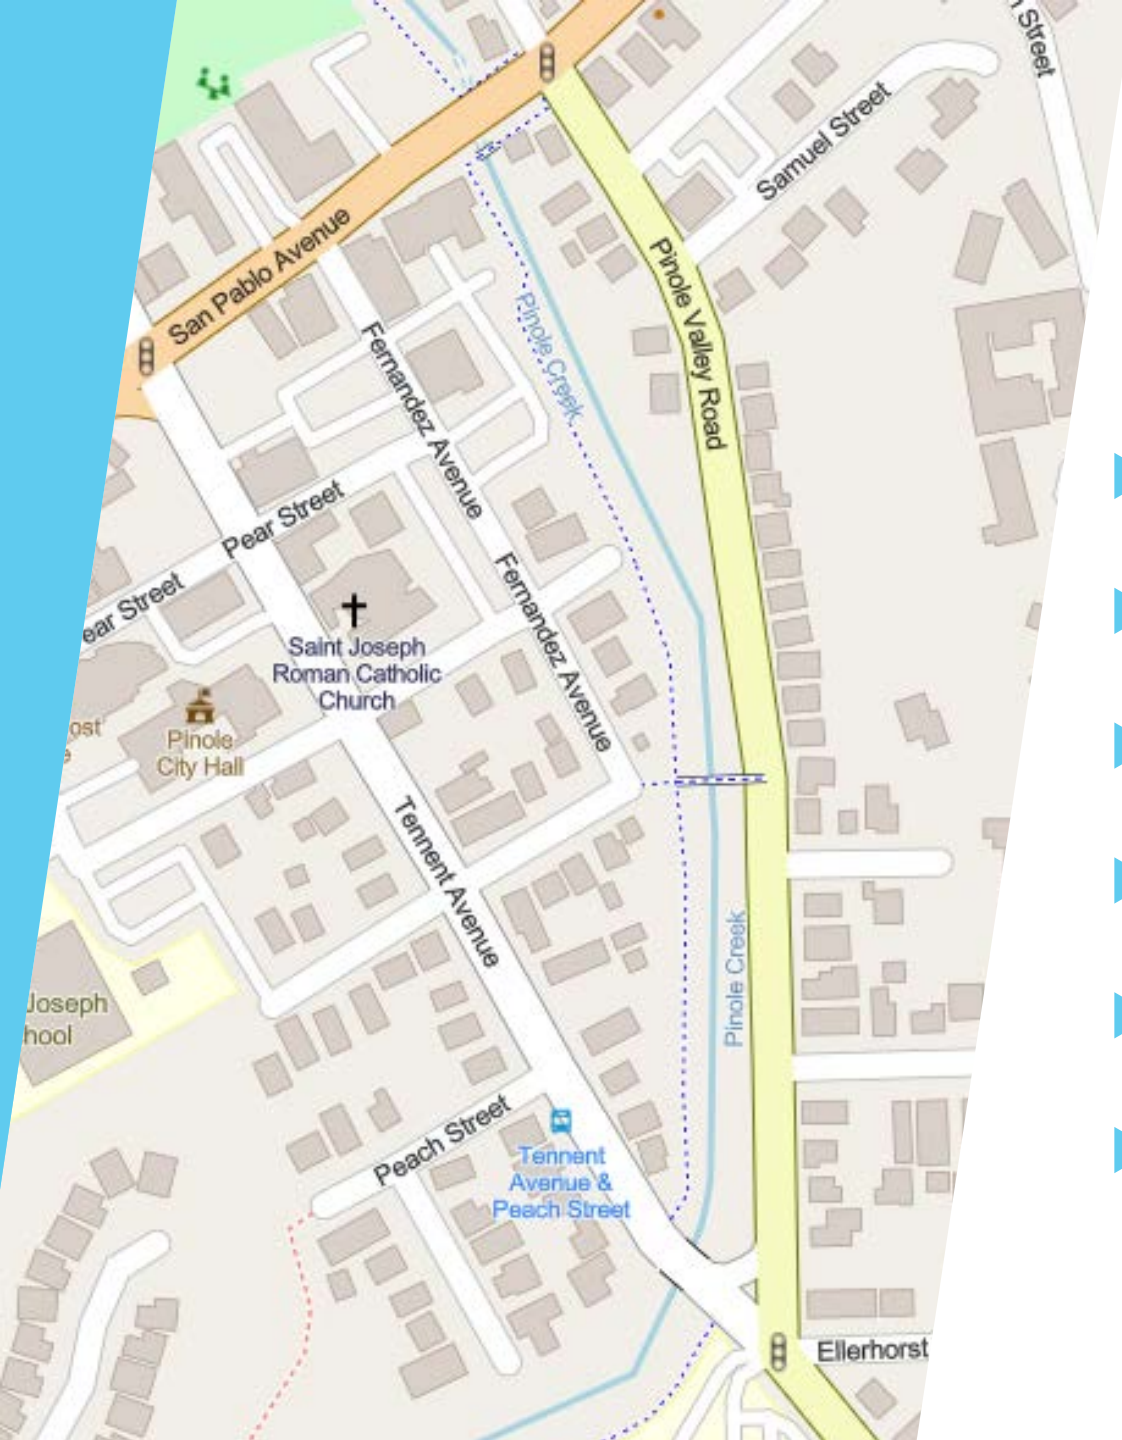 n Street
Samuel Street
San Pablo Avenue
Pinole Valley Road
Pinole Creek
Fernandez Avenue
Pear Street
Fernandez Avenue
ear Street
Saint Joseph
Roman Catholic
Church
ost
e
Pinole
City Hall
Tennent Avenue
Pinole Creek
Joseph
hool
Peach Street
Tennent
Avenue &
Peach Street
Ellerhorst